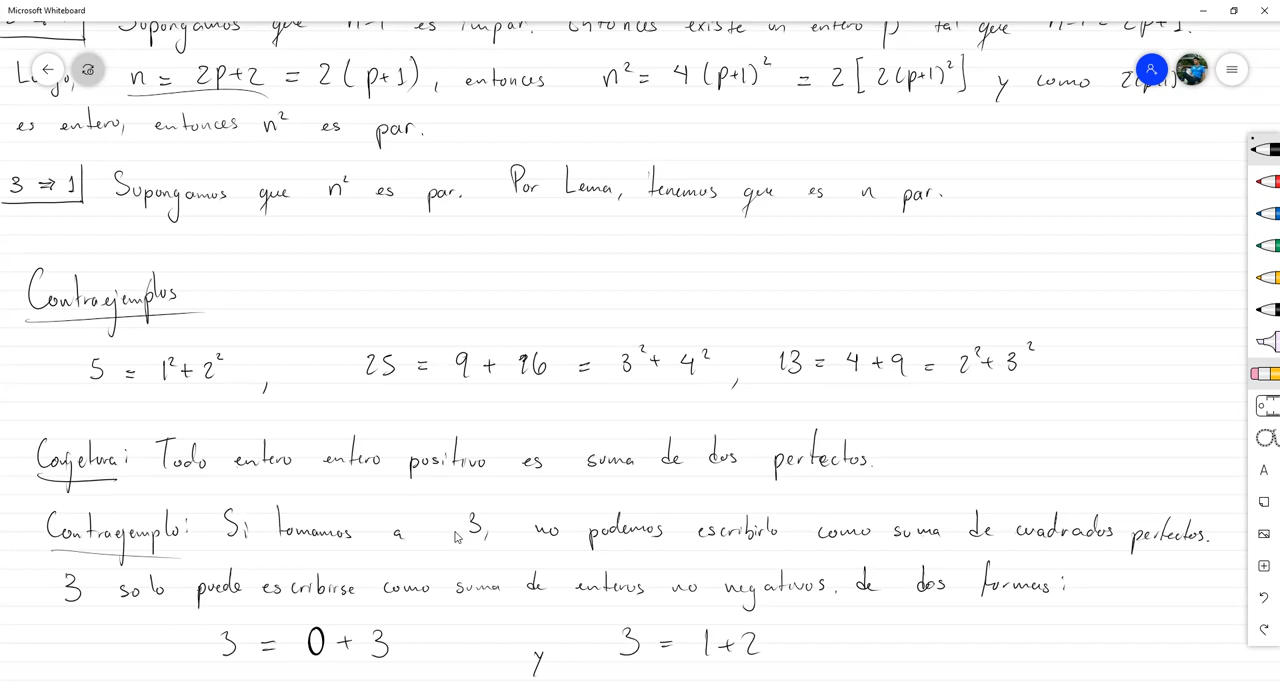 Microsoft Whiteboard
Supongamos que n-1 es impar. Entonces existe un entero p tal que n-1 = 2p+1.
n = 2p+2 = 2(p+1), entonces n² = 4(p+1)² = 2[2(p+1)²] y como
es entero, entonces n² es par.
3 ⇒ 1 Supongamos que n² es par. Por Lema, tenemos que es n par.
Contraejemplos
5 = 1² + 2², 25 = 9 + 16 = 3² + 4², 13 = 4 + 9 = 2² + 3²
Conjetura: Todo entero entero positivo es suma de dos perfectos.
Contraejemplo: Si tomamos a 3, no podemos escribirlo como suma de cuadrados perfectos.
3 solo puede escribirse como suma de enteros no negativos. de dos formas:
3 = 0 + 3 y 3 = 1 + 2